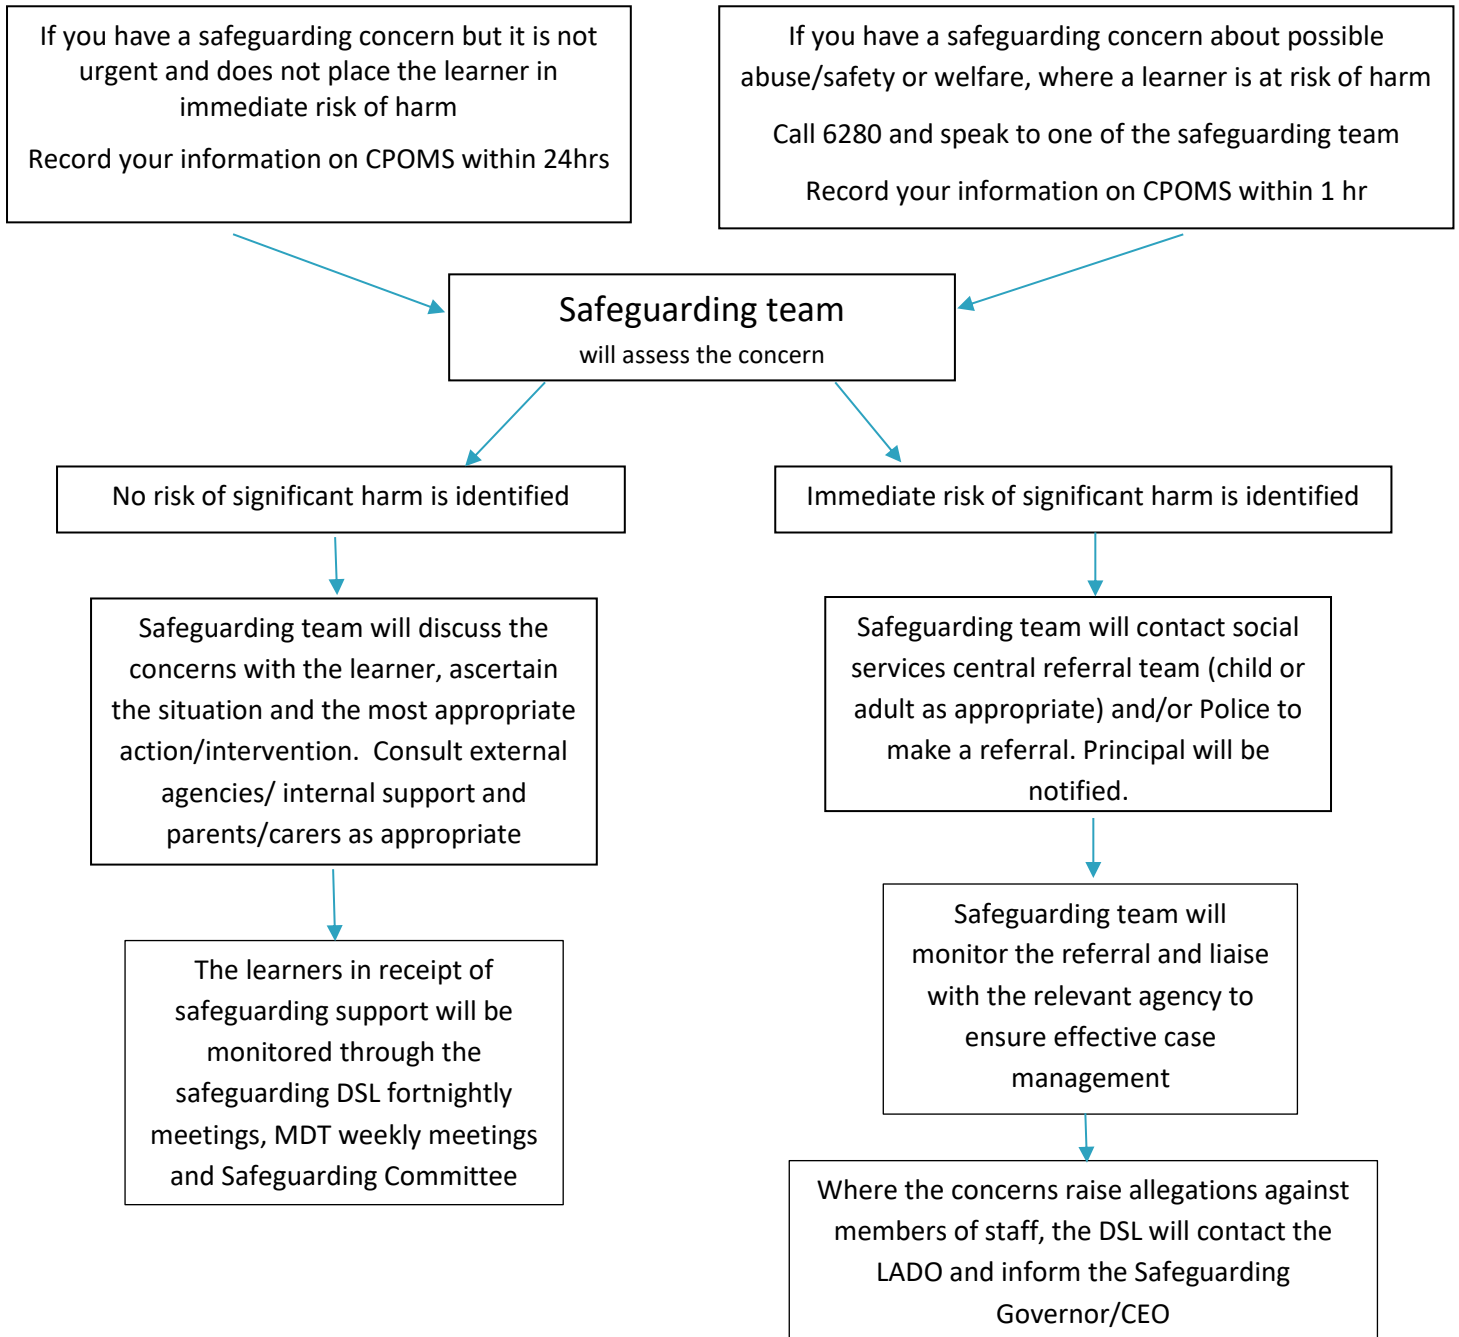 If you have a safeguarding concern but it is not
urgent and does not place the learner in
immediate risk of harm
Record your information on CPOMS within 24hrs
If you have a safeguarding concern about possible
abuse/safety or welfare, where a learner is at risk of harm
Call 6280 and speak to one of the safeguarding team
Record your information on CPOMS within 1 hr
Safeguarding team
will assess the concern
No risk of significant harm is identified
Immediate risk of significant harm is identified
Safeguarding team will discuss the
concerns with the learner, ascertain
the situation and the most appropriate
action/intervention.  Consult external
agencies/ internal support and
parents/carers as appropriate
Safeguarding team will contact social
services central referral team (child or
adult as appropriate) and/or Police to
make a referral. Principal will be
notified.
The learners in receipt of
safeguarding support will be
monitored through the
safeguarding DSL fortnightly
meetings, MDT weekly meetings
and Safeguarding Committee
Safeguarding team will
monitor the referral and liaise
with the relevant agency to
ensure effective case
management
Where the concerns raise allegations against
members of staff, the DSL will contact the
LADO and inform the Safeguarding
Governor/CEO